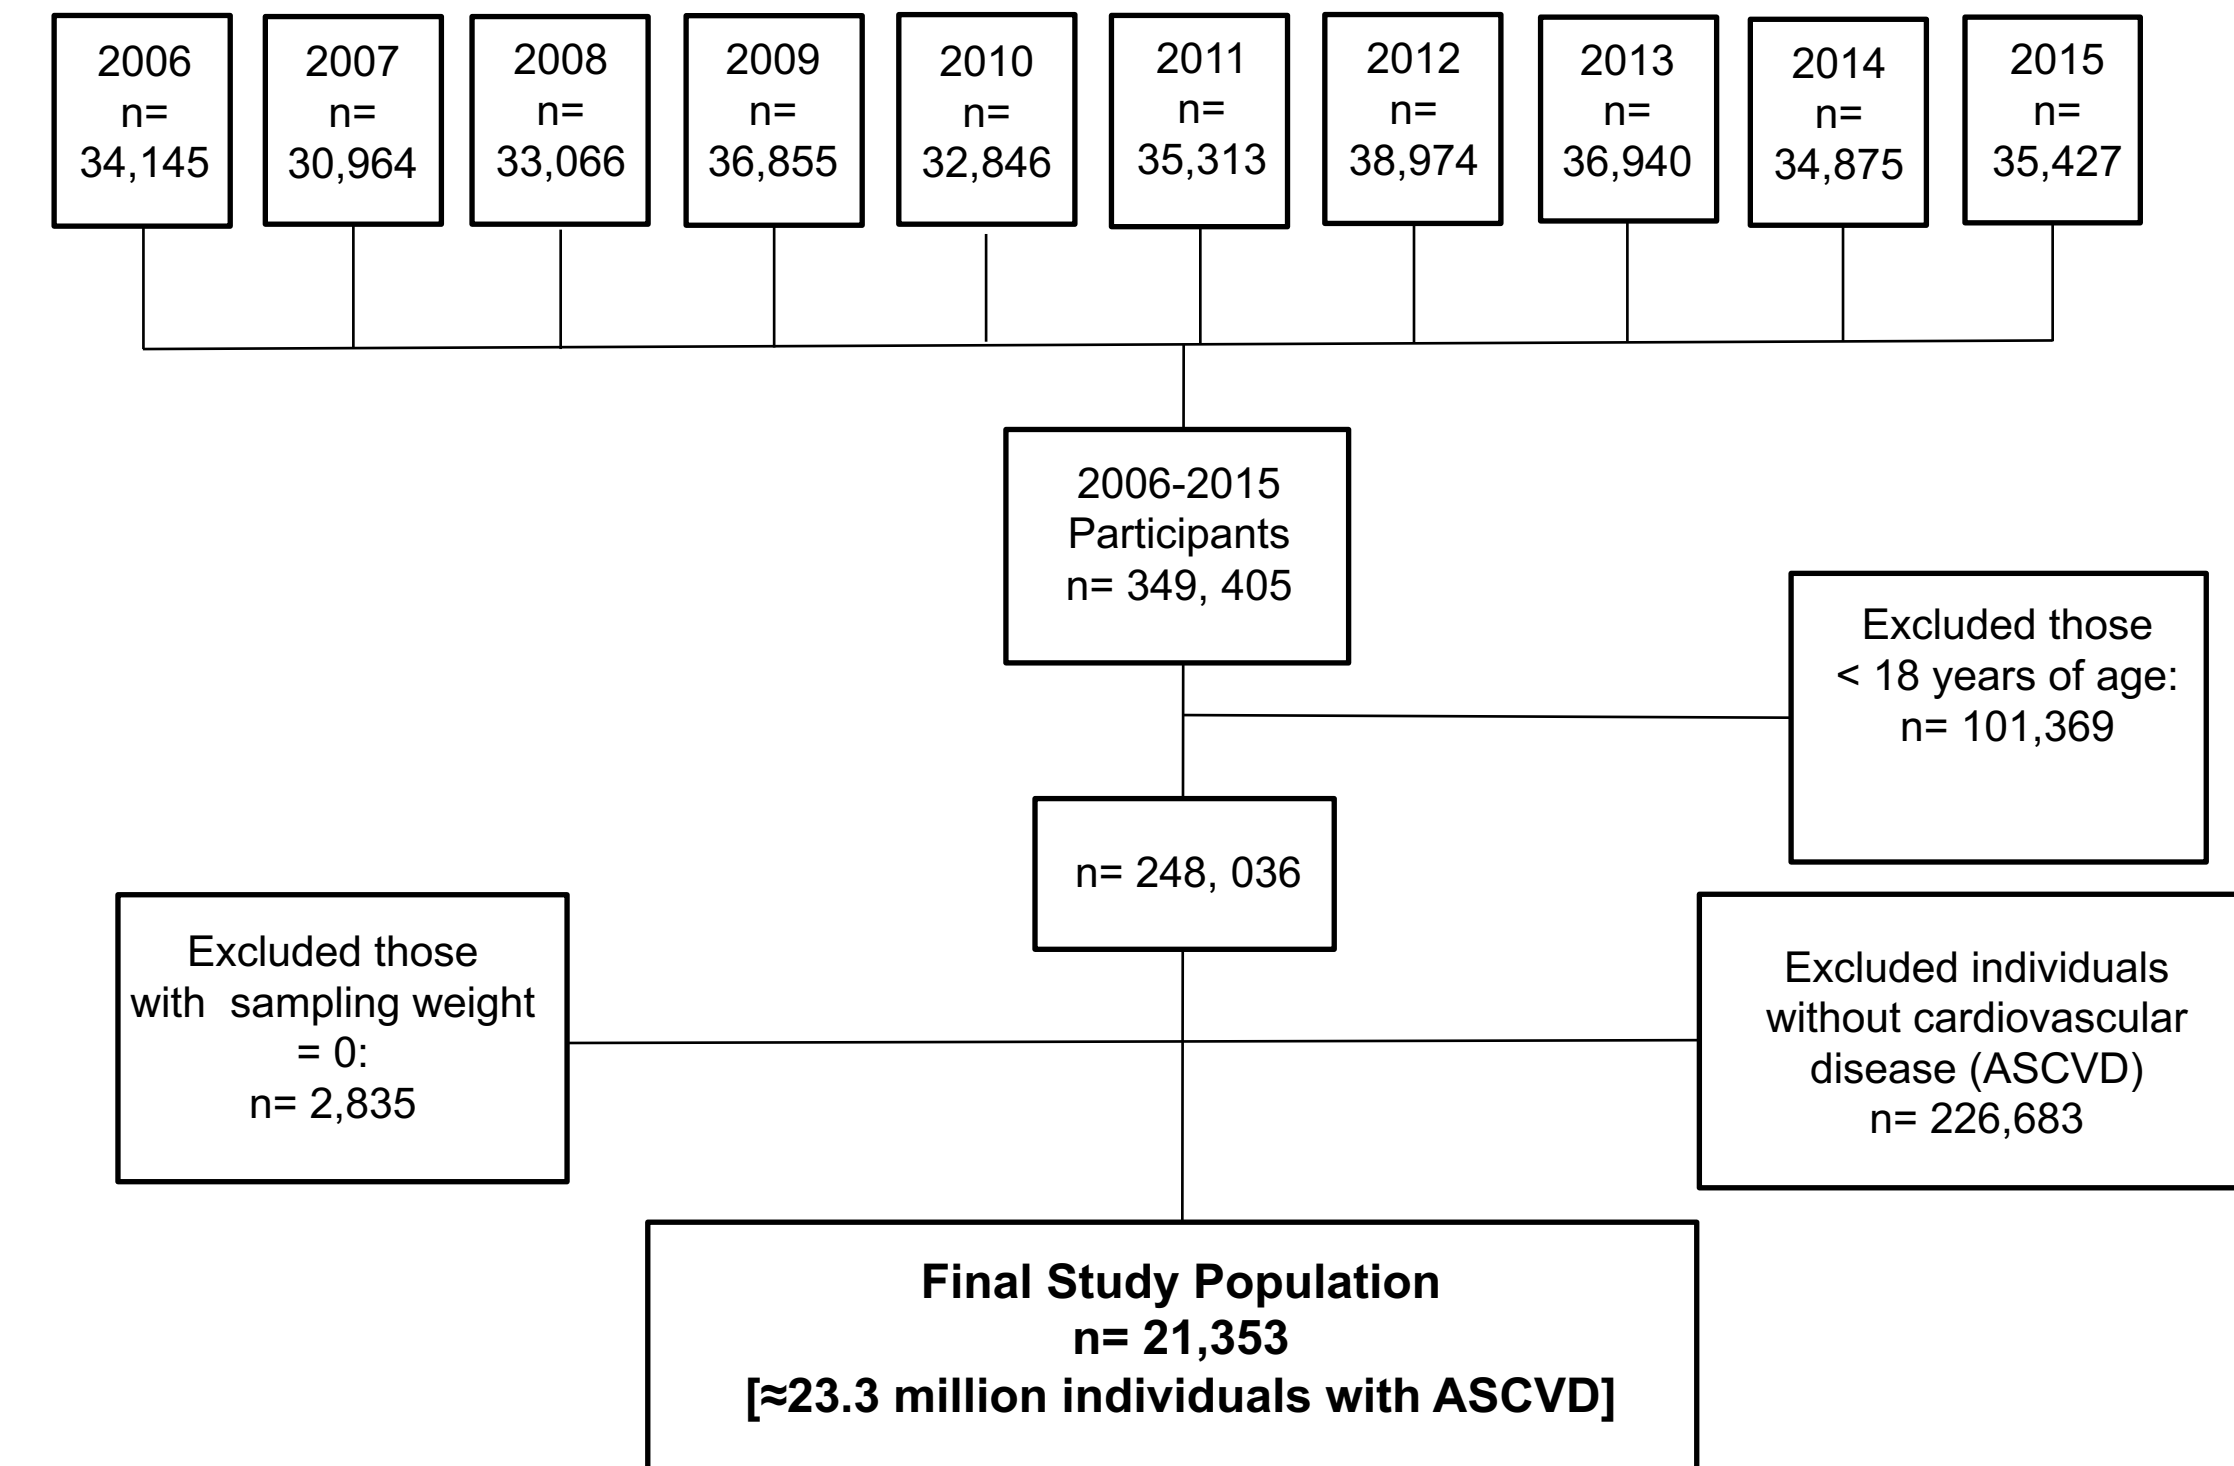 2006
n=
34,145
2007
n=
30,964
2008
n=
33,066
2009
n=
36,855
2010
n=
32,846
2011
n=
35,313
2012
n=
38,974
2013
n=
36,940
2014
n=
34,875
2015
n=
35,427
2006-2015
Participants
n= 349, 405
Excluded those
< 18 years of age:
n= 101,369
n= 248, 036
Excluded those
with  sampling weight
= 0:
n= 2,835
Excluded individuals
without cardiovascular
disease (ASCVD)
n= 226,683
Final Study Population
n= 21,353
[≈23.3 million individuals with ASCVD]